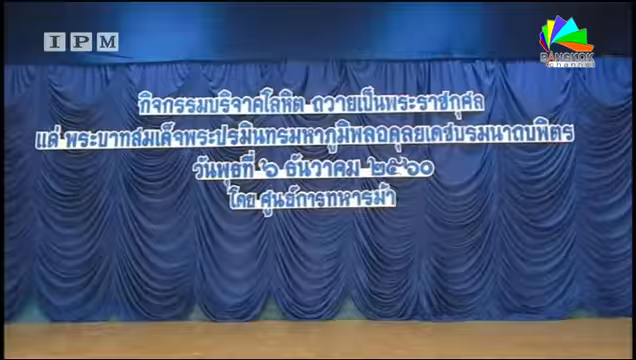 IPM
BANGKOK
channel
กิจกรรมบริจาคโลหิต ถวายเป็นพระราชกุศล
แด่ พระบาทสมเด็จพระปรมินทรมหาภูมิพลอดุลยเดชบรมนาถบพิตร
วันพุธที่ ๖ ธันวาคม ๒๕๖๐
โดย ศูนย์การทหารม้า